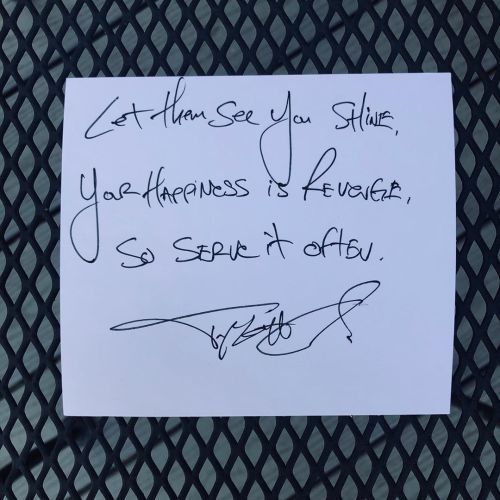 Let them See You SHINE,
Your HAPPINESS is REVENGE,
So SERVE it OFTEN.